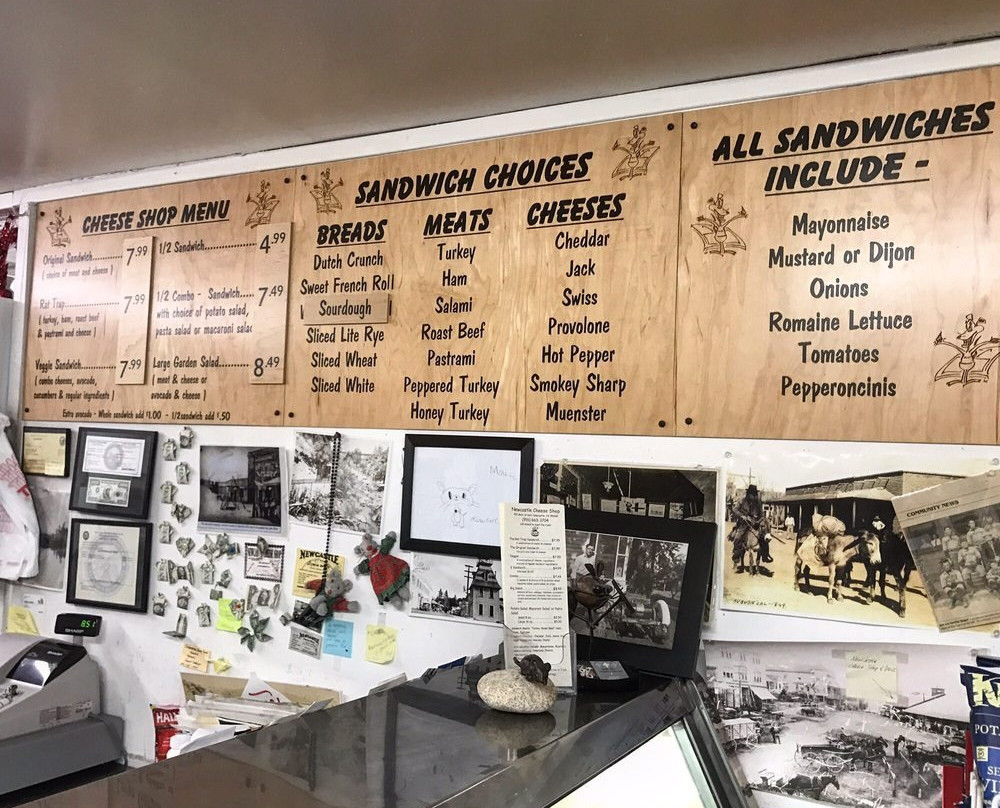 CHEESE SHOP MENU
Original Sandwich.......... 7.99
( choice of meat and cheese )
Rat Trap.................... 7.99
( turkey, ham, roast beef
& pastrami and cheese )
Veggie Sandwich........... 7.99
( combo cheeses, avocado,
cucumbers & regular ingredients )
1/2 Sandwich................. 4.99
1/2 Combo - Sandwich..... 7.49
with choice of potato salad,
pasta salad or macaroni salad
Large Garden Salad......... 8.49
( meat & cheese or
avocado & cheese )
Extra avocado - Whole sandwich add $1.00 - 1/2 sandwich add $.50
SANDWICH CHOICES
BREADS
Dutch Crunch
Sweet French Roll
Sourdough
Sliced Lite Rye
Sliced Wheat
Sliced White
MEATS
Turkey
Ham
Salami
Roast Beef
Pastrami
Peppered Turkey
Honey Turkey
CHEESES
Cheddar
Jack
Swiss
Provolone
Hot Pepper
Smokey Sharp
Muenster
ALL SANDWICHES
INCLUDE -
Mayonnaise
Mustard or Dijon
Onions
Romaine Lettuce
Tomatoes
Pepperoncinis
NEWCASTLE
Newcastle Cheese Shop
COMMUNITY NEWS
SHARP